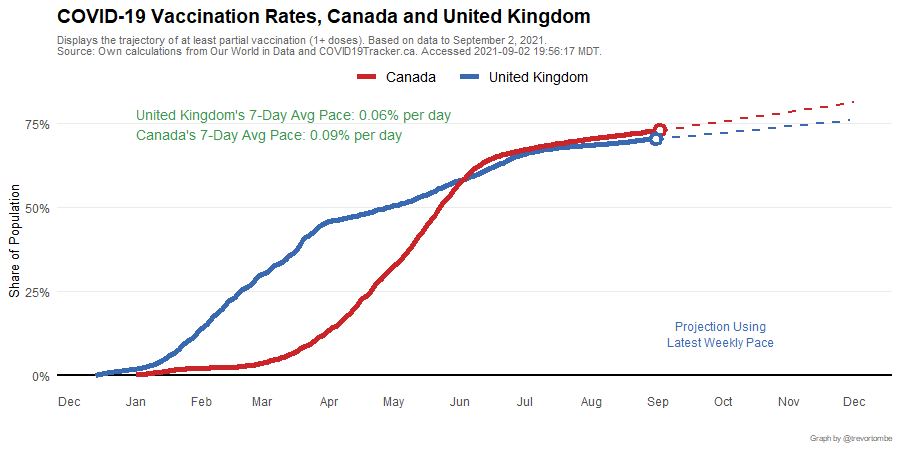 COVID-19 Vaccination Rates, Canada and United Kingdom
Displays the trajectory of at least partial vaccination (1+ doses). Based on data to September 2, 2021.
Source: Own calculations from Our World in Data and COVID19Tracker.ca. Accessed 2021-09-02 19:56:17 MDT.
Canada United Kingdom
United Kingdom's 7-Day Avg Pace: 0.06% per day
Canada's 7-Day Avg Pace: 0.09% per day
75%
50%
25%
0%
Share of Population
Projection Using
Latest Weekly Pace
Dec Jan Feb Mar Apr May Jun Jul Aug Sep Oct Nov Dec
Graph by @trevortombe